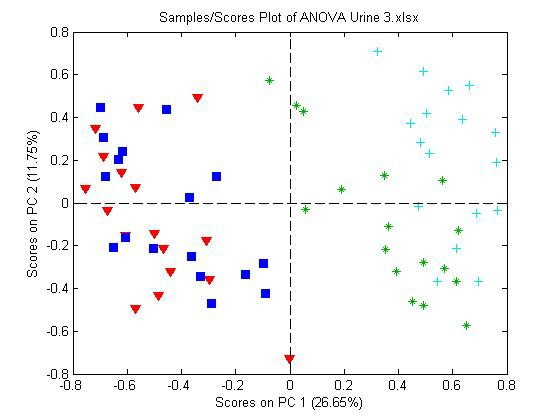 Samples/Scores Plot of ANOVA Urine 3.xlsx
0.8
0.6
0.4
0.2
0
-0.2
-0.4
-0.6
-0.8
Scores on PC 2 (11.75%)
-0.8 -0.6 -0.4 -0.2 0 0.2 0.4 0.6 0.8
Scores on PC 1 (26.65%)